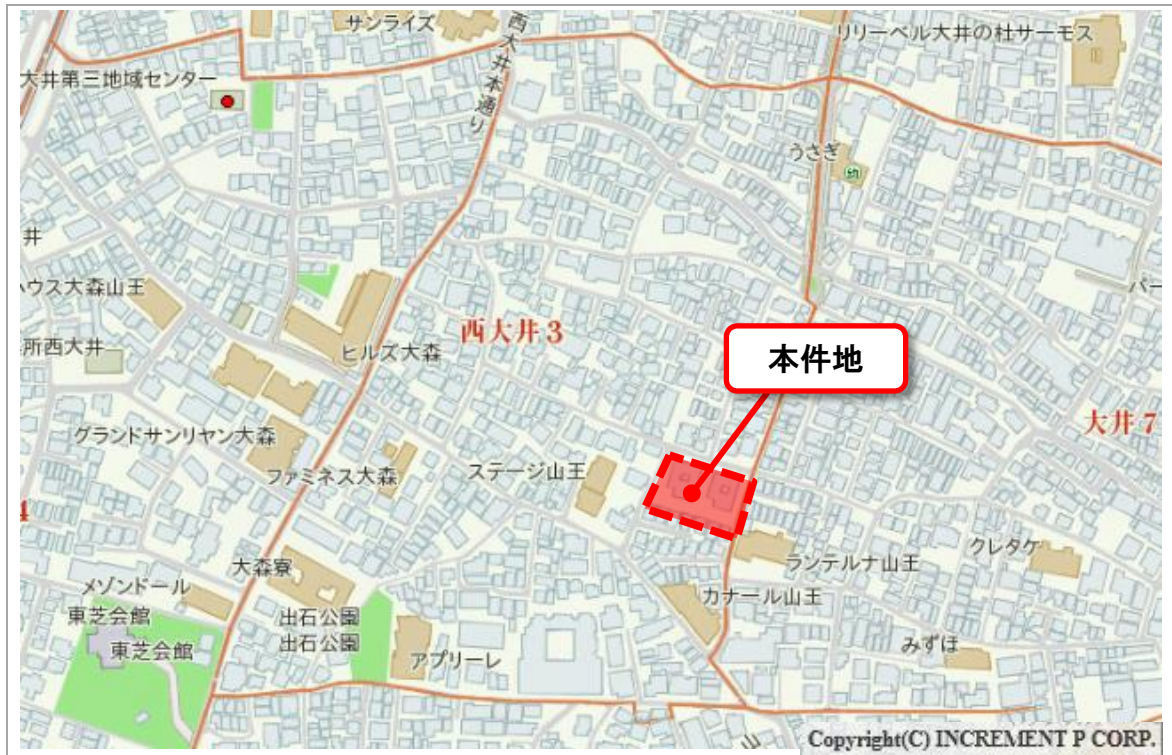 サンライズ
リリーベル大井の杜サーモス
西大井本通り
大井第三地域センター
うさぎ
幼
井
ハウス大森山王
パー
西大井3
所西大井
ヒルズ大森
本件地
大井7
グランドサンリヤン大森
ファミネス大森
ステージ山王
4
クレタケ
ランテルナ山王
大森寮
メゾンドール
カナール山王
東芝会館
出石公園
東芝会館
出石公園
みずほ
アプリーレ
山
Copyright(C) INCREMENT P CORP.